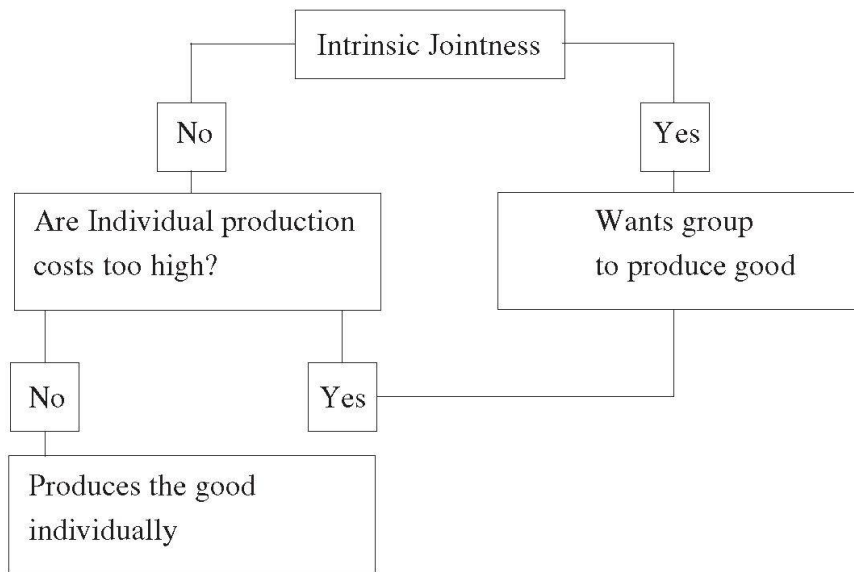 Intrinsic Jointness
No
Yes
Are Individual production
costs too high?
Wants group
to produce good
No
Yes
Produces the good
individually